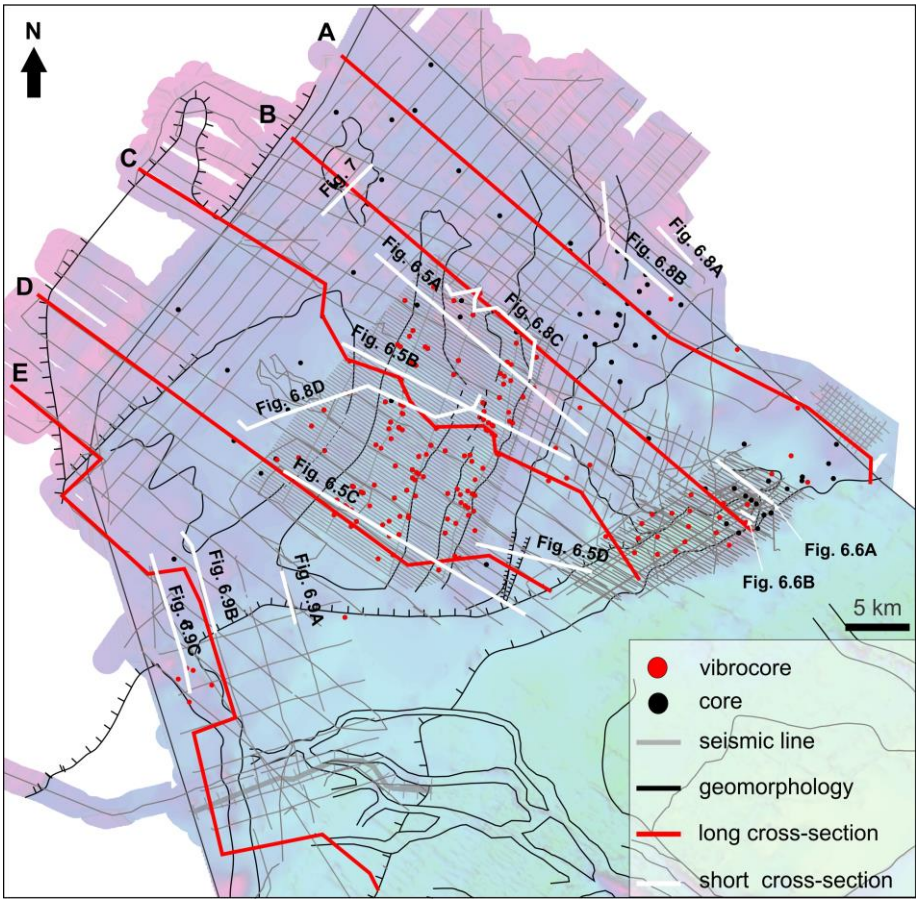 N
A
B
C
D
E
Fig. 7
Fig. 6.8A
Fig. 6.8B
Fig. 6.5A
Fig. 6.8C
Fig. 6.5B
Fig. 6.8D
Fig. 6.5C
Fig. 6.5D
Fig. 6.6A
Fig. 6.6B
Fig. 6.9A
Fig. 6.9B
Fig. 6.9C
5 km
vibrocore
core
seismic line
geomorphology
long cross-section
short cross-section